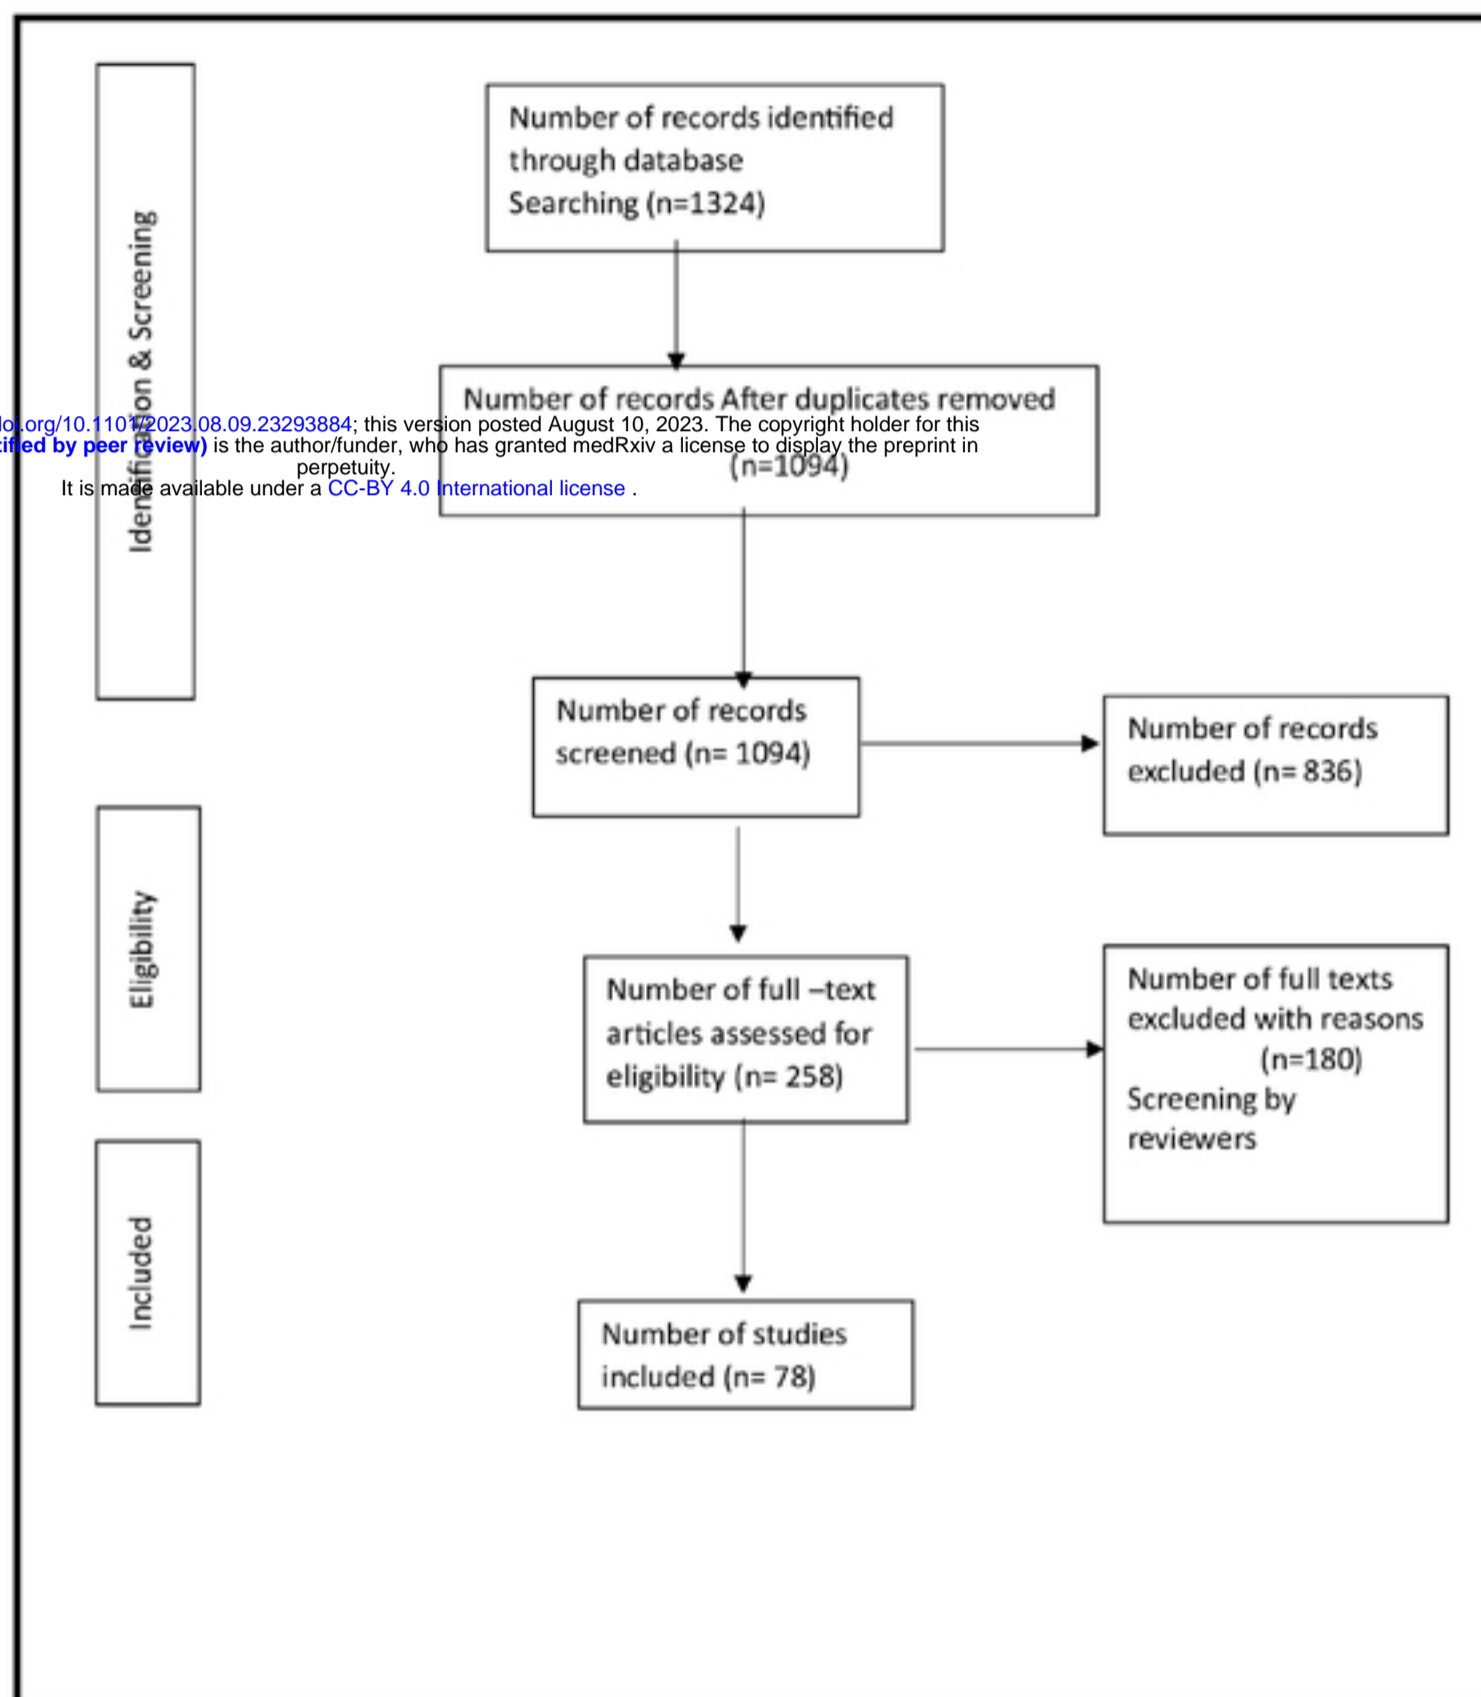 Number of records identified
through database
Searching (n=1324)
Identification & Screening
Number of records After duplicates removed
(n=1094)
doi.org/10.1101/2023.08.09.23293884; this version posted August 10, 2023. The copyright holder for this
tified by peer review) is the author/funder, who has granted medRxiv a license to display the preprint in
perpetuity.
It is made available under a CC-BY 4.0 International license .
Number of records
screened (n= 1094)
Number of records
excluded (n= 836)
Eligibility
Number of full –text
articles assessed for
eligibility (n= 258)
Number of full texts
excluded with reasons
(n=180)
Screening by
reviewers
Included
Number of studies
included (n= 78)